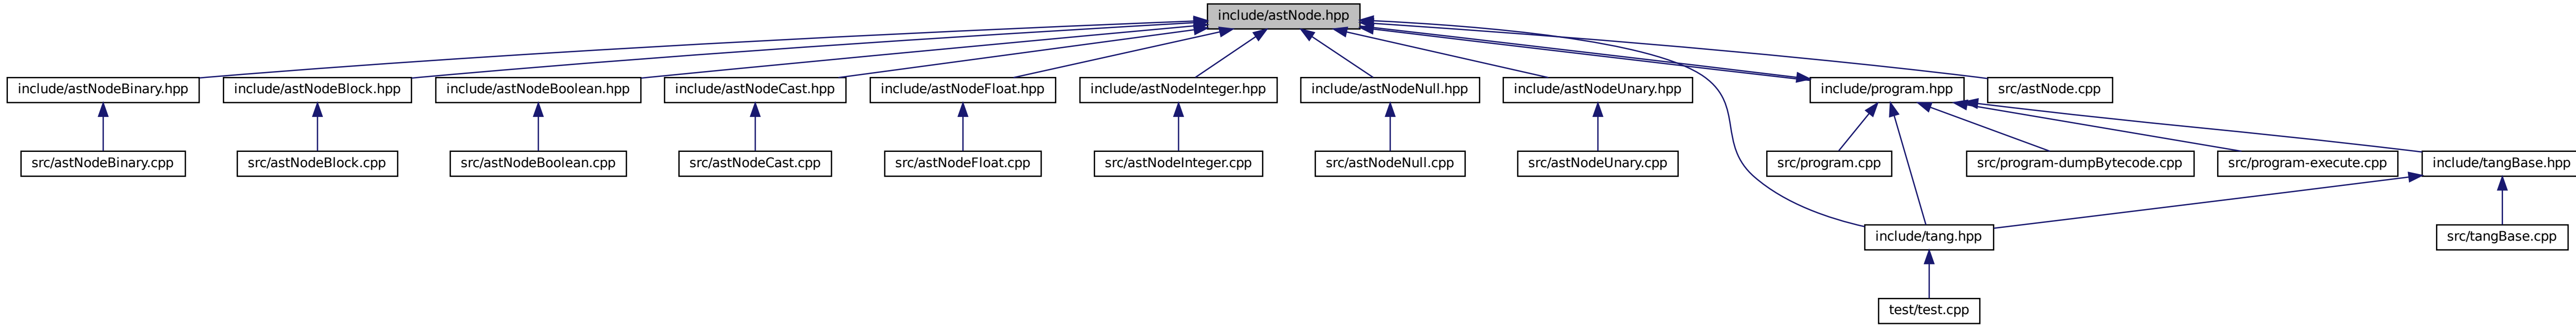 include/astNode.hpp
include/astNodeBinary.hpp
include/astNodeBlock.hpp
include/astNodeBoolean.hpp
include/astNodeCast.hpp
include/astNodeFloat.hpp
include/astNodeInteger.hpp
include/astNodeNull.hpp
include/astNodeUnary.hpp
include/program.hpp
src/astNode.cpp
src/astNodeBinary.cpp
src/astNodeBlock.cpp
src/astNodeBoolean.cpp
src/astNodeCast.cpp
src/astNodeFloat.cpp
src/astNodeInteger.cpp
src/astNodeNull.cpp
src/astNodeUnary.cpp
src/program.cpp
src/program-dumpBytecode.cpp
src/program-execute.cpp
include/tangBase.hpp
include/tang.hpp
src/tangBase.cpp
test/test.cpp